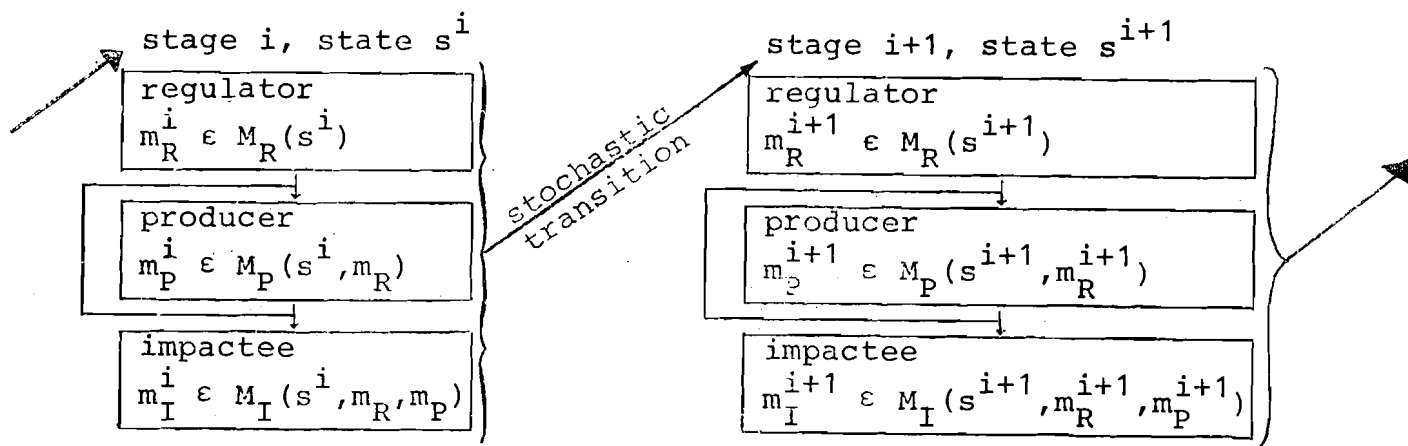 stage i, state s^i
regulator
m_R^i ε M_R(s^i)
producer
m_P^i ε M_P(s^i,m_R)
impactee
m_I^i ε M_I(s^i,m_R,m_P)
stochastic
transition
stage i+1, state s^{i+1}
regulator
m_R^{i+1} ε M_R(s^{i+1})
producer
m_P^{i+1} ε M_P(s^{i+1},m_R^{i+1})
impactee
m_I^{i+1} ε M_I(s^{i+1},m_R^{i+1},m_P^{i+1})